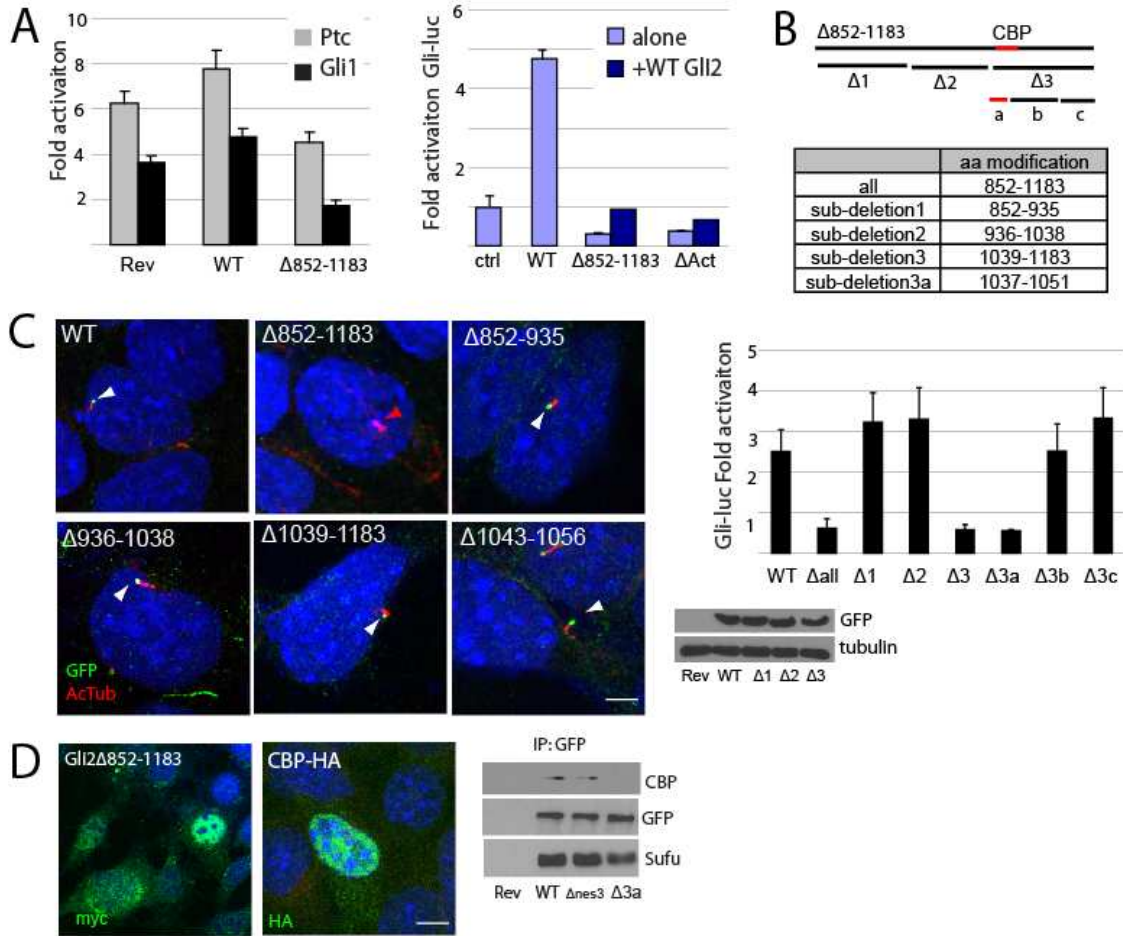 A
10
8
6
4
2
Fold activaiton
Ptc
Gli1
Rev WT Δ852-1183
6
4
2
Fold activaiton Gli-luc
alone
+WT GlI2
ctrl WT Δ852-1183 ΔAct
B
Δ852-1183 CBP
Δ1 Δ2 Δ3
a b c
aa modification
all 852-1183
sub-deletion1 852-935
sub-deletion2 936-1038
sub-deletion3 1039-1183
sub-deletion3a 1037-1051
C
WT
Δ852-1183
Δ852-935
Δ936-1038
GFP
AcTub
Δ1039-1183
Δ1043-1056
5
4
3
2
1
Gli-luc Fold activaiton
WT Δall Δ1 Δ2 Δ3 Δ3a Δ3b Δ3c
GFP
tubulin
Rev WT Δ1 Δ2 Δ3
D
Gli2Δ852-1183
myc
CBP-HA
HA
IP: GFP
CBP
GFP
Sufu
Rev WT Δnes3 Δ3a